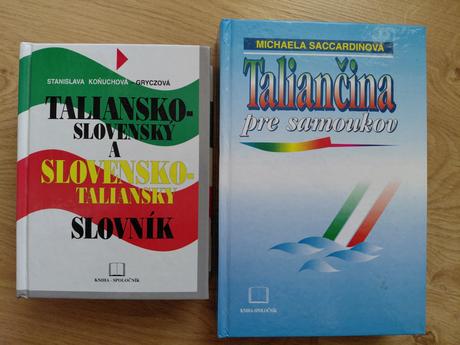 STANISLAVA KOŇUCHOVÁ - GRYCZOVÁ
TALIANSKO-
SLOVENSKÝ
A
SLOVENSKO-
TALIANSKY
SLOVNÍK
KNIHA - SPOLOČNÍK
MICHAELA SACCARDINOVÁ
Taliančina
pre samoukov
KNIHA-SPOLOČNÍK